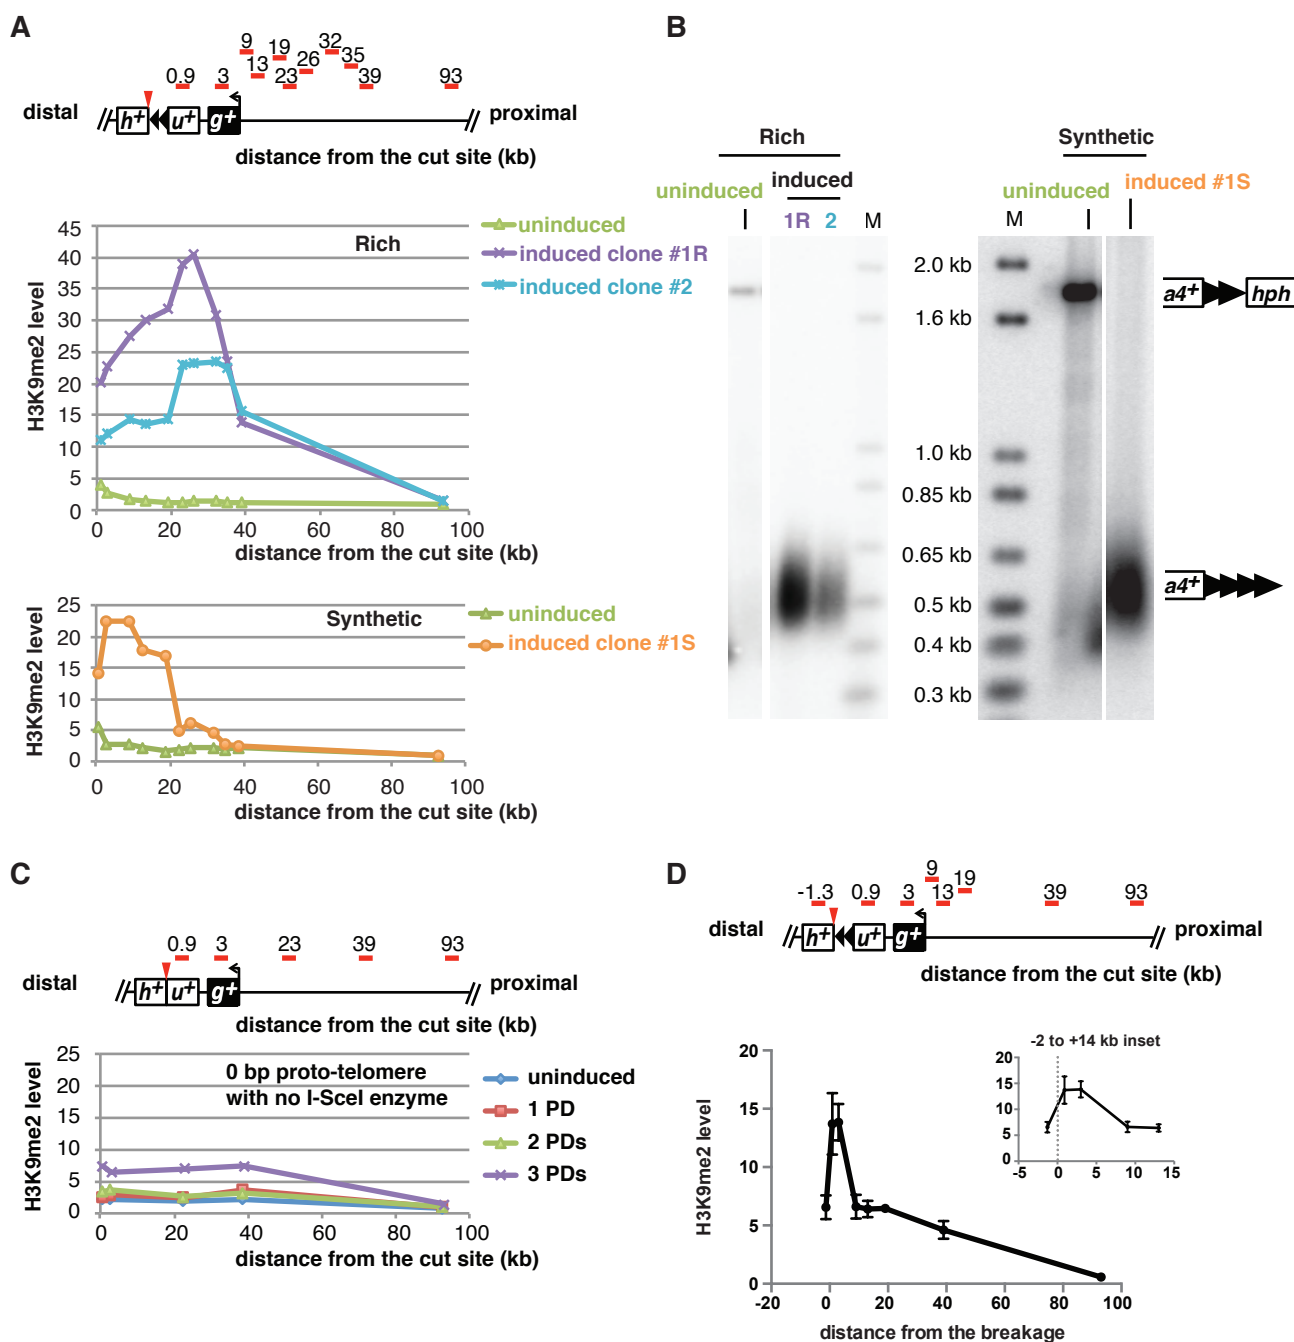 A
9 19 32
13 26 35
0.9 3 23 39 93
distal h+ u+ g+ proximal
distance from the cut site (kb)
H3K9me2 level
45
40
35
30
25
20
15
10
5
0
Rich
uninduced
induced clone #1R
induced clone #2
0 20 40 60 80 100
distance from the cut site (kb)
H3K9me2 level
25
20
15
10
5
0
Synthetic
uninduced
induced clone #1S
0 20 40 60 80 100
distance from the cut site (kb)
B
Rich
uninduced
induced
1R 2 M
Synthetic
uninduced
induced #1S
M
2.0 kb
1.6 kb
1.0 kb
0.85 kb
0.65 kb
0.5 kb
0.4 kb
0.3 kb
a4+ hph
a4+
C
0.9 3 23 39 93
distal h+ u+ g+ proximal
distance from the cut site (kb)
H3K9me2 level
25
20
15
10
5
0
0 bp proto-telomere
with no I-SceI enzyme
uninduced
1 PD
2 PDs
3 PDs
0 20 40 60 80 100
distance from the cut site (kb)
D
9
-1.3 0.9 3 13 19 39 93
distal h+ u+ g+ proximal
distance from the cut site (kb)
H3K9me2 level
20
15
10
5
0
-20 0 20 40 60 80 100
distance from the breakage
-2 to +14 kb inset
20
15
10
5
0
-5 0 5 10 15